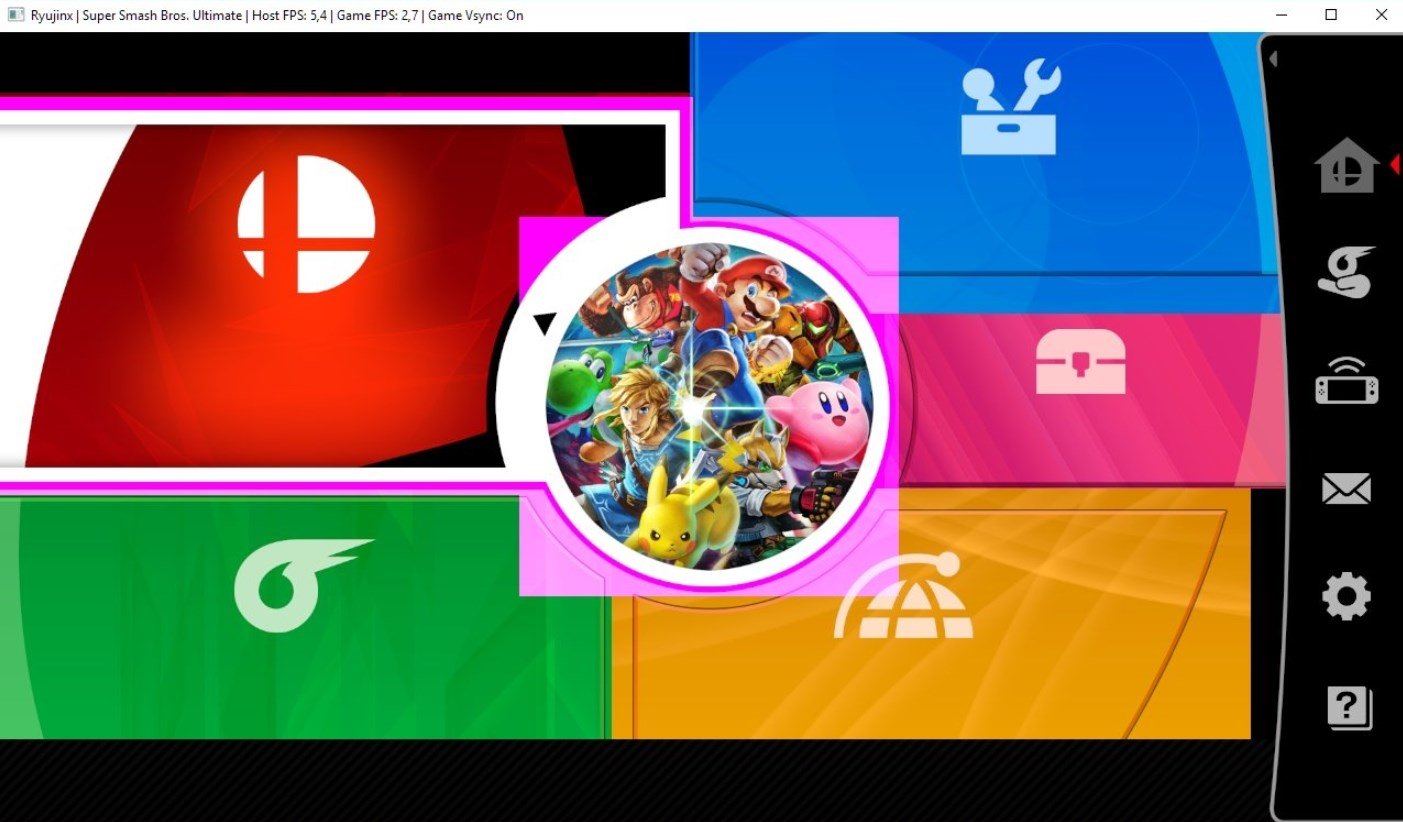 Ryujinx | Super Smash Bros. Ultimate | Host FPS: 5,4 | Game FPS: 2,7 | Game Vsync: On
?